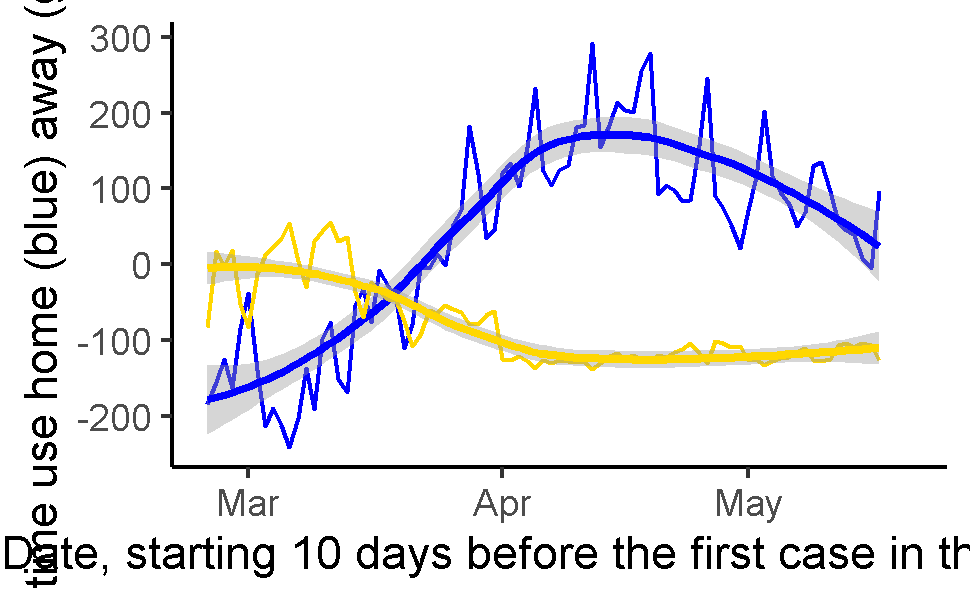 time use home (blue) away (
300
200
100
0
-100
-200
Mar Apr May
Date, starting 10 days before the first case in th